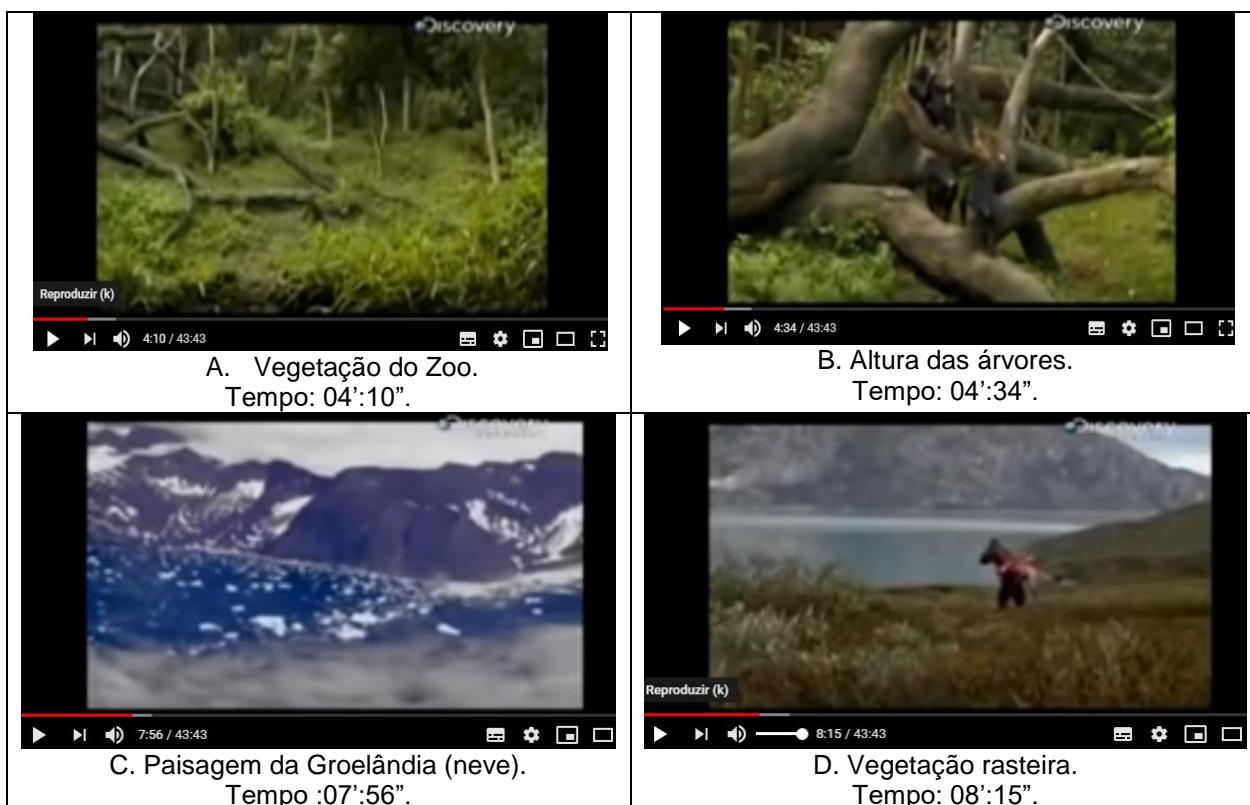 Discovery
Reproduzir (k)
4:10 / 43:43
A. Vegetação do Zoo.
Tempo: 04':10”.
Discovery
4:34 / 43:43
B. Altura das árvores.
Tempo: 04':34”.
Discovery
7:56 / 43:43
C. Paisagem da Groelândia (neve).
Tempo :07':56”.
Discovery
Reproduzir (k)
8:15 / 43:43
D. Vegetação rasteira.
Tempo: 08':15”.